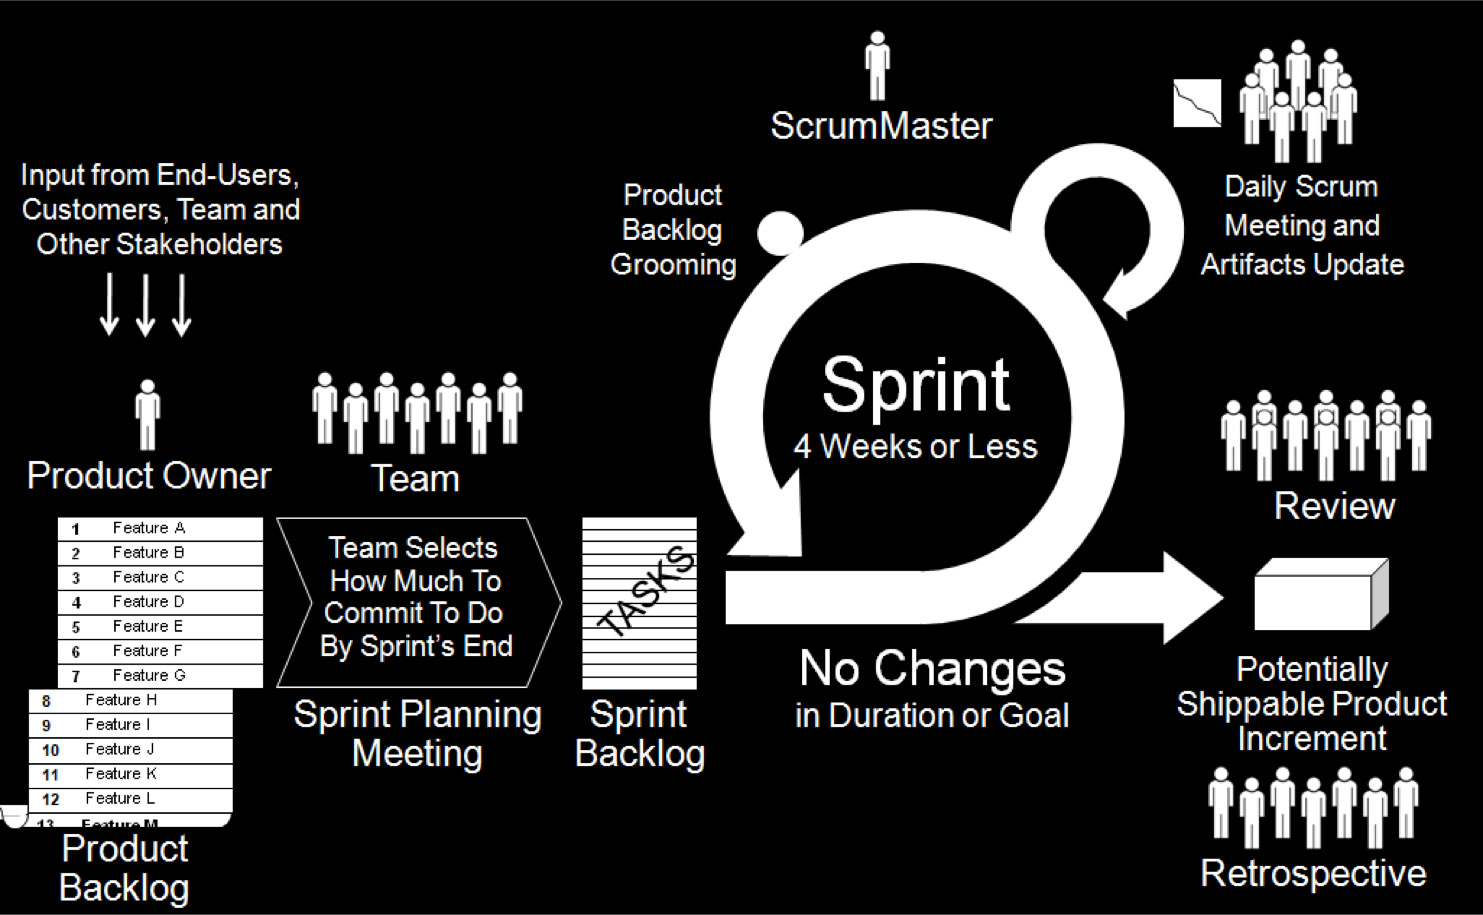 ScrumMaster
Input from End-Users,
Customers, Team and
Other Stakeholders
Product
Backlog
Grooming
Daily Scrum
Meeting and
Artifacts Update
Product Owner
Team
Sprint
4 Weeks or Less
Review
1 Feature A
2 Feature B
3 Feature C
4 Feature D
5 Feature E
6 Feature F
7 Feature G
8 Feature H
9 Feature I
10 Feature J
11 Feature K
12 Feature L
13 Feature M
Product
Backlog
Team Selects
How Much To
Commit To Do
By Sprint's End
Sprint Planning
Meeting
TASKS
Sprint
Backlog
No Changes
in Duration or Goal
Potentially
Shippable Product
Increment
Retrospective